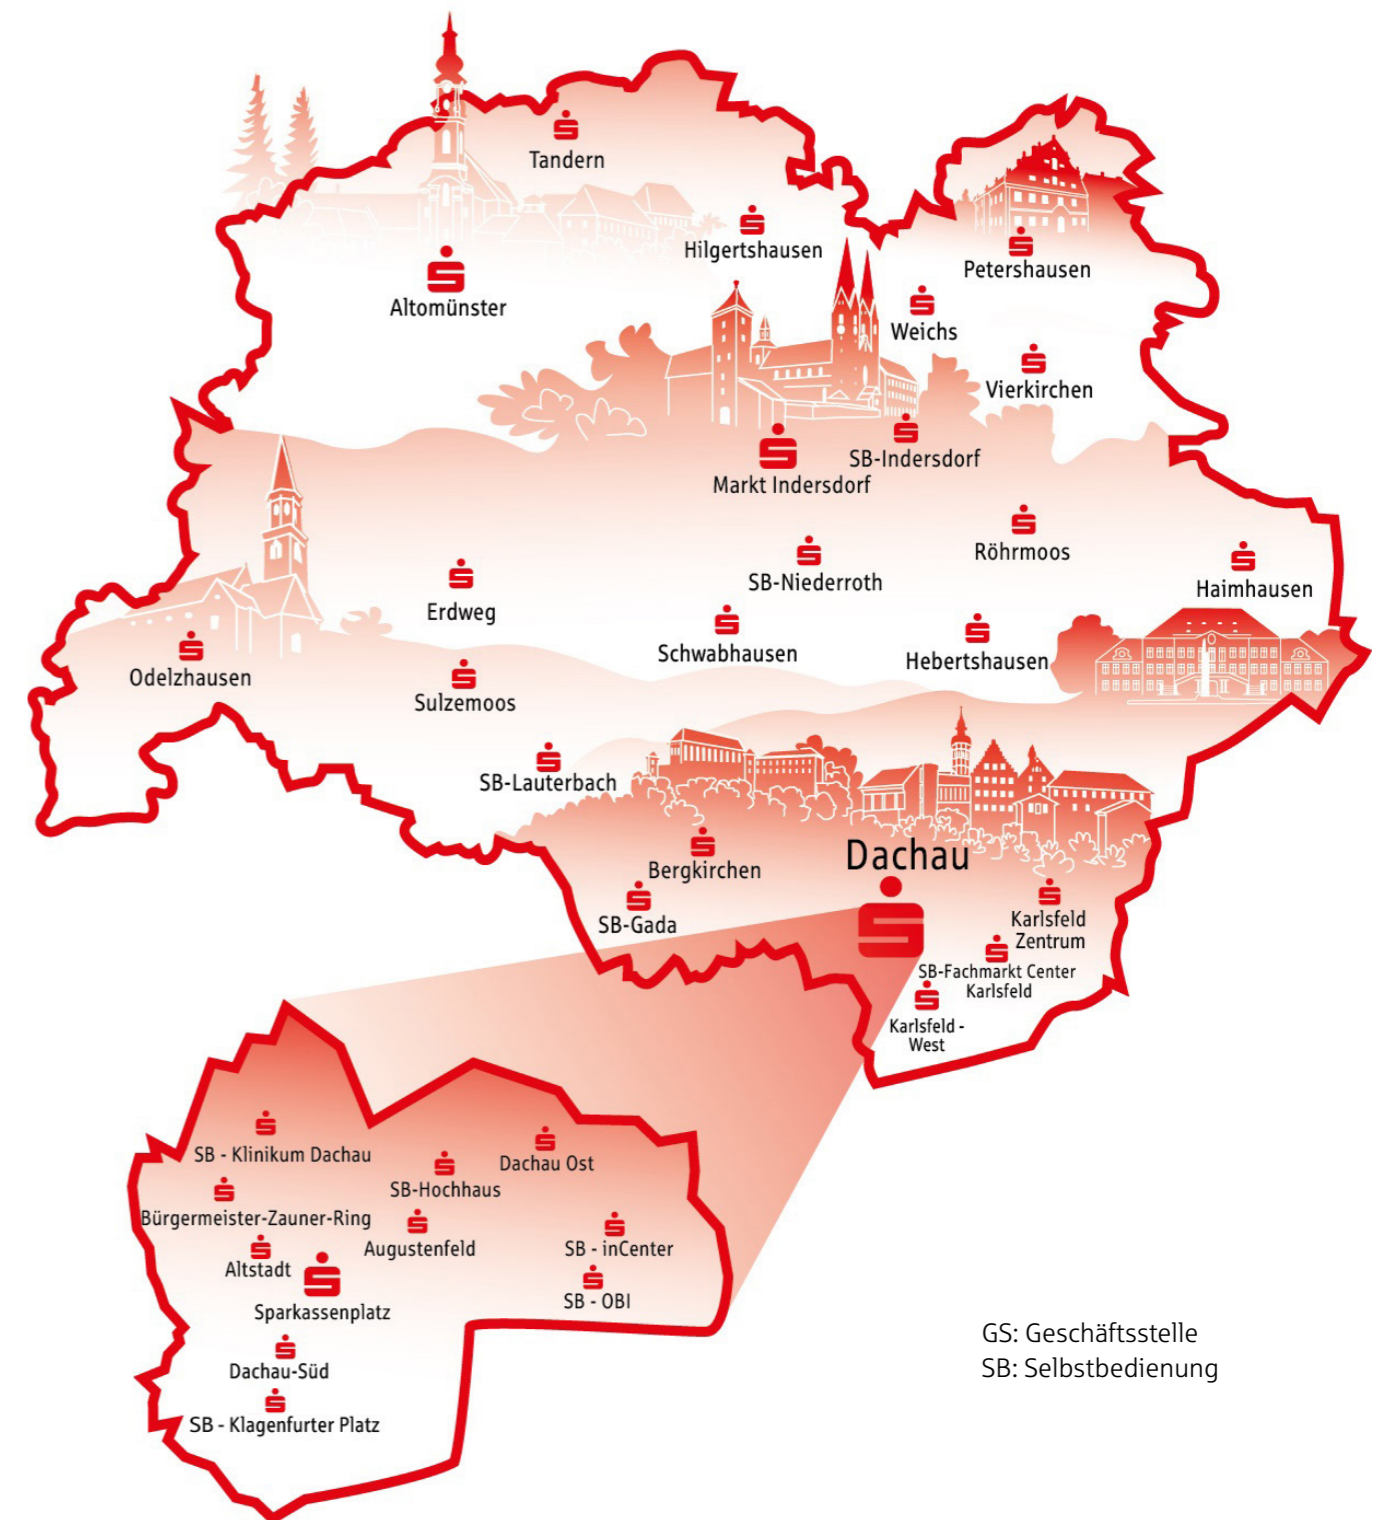 Tandern
Hilgertshausen
Petershausen
Altomünster
Weichs
Vierkirchen
SB-Indersdorf
Markt Indersdorf
Röhrmoos
SB-Niederroth
Haimhausen
Erdweg
Schwabhausen
Hebertshausen
Odelzhausen
Sulzemoos
SB-Lauterbach
Dachau
Bergkirchen
SB-Gada
Karlsfeld
Zentrum
SB-Fachmarkt Center
Karlsfeld
Karlsfeld -
West
SB - Klinikum Dachau
Dachau Ost
SB-Hochhaus
Bürgermeister-Zauner-Ring
Augustenfeld
SB - inCenter
Altstadt
SB - OBI
Sparkassenplatz
Dachau-Süd
SB - Klagenfurter Platz
GS: Geschäftsstelle
SB: Selbstbedienung